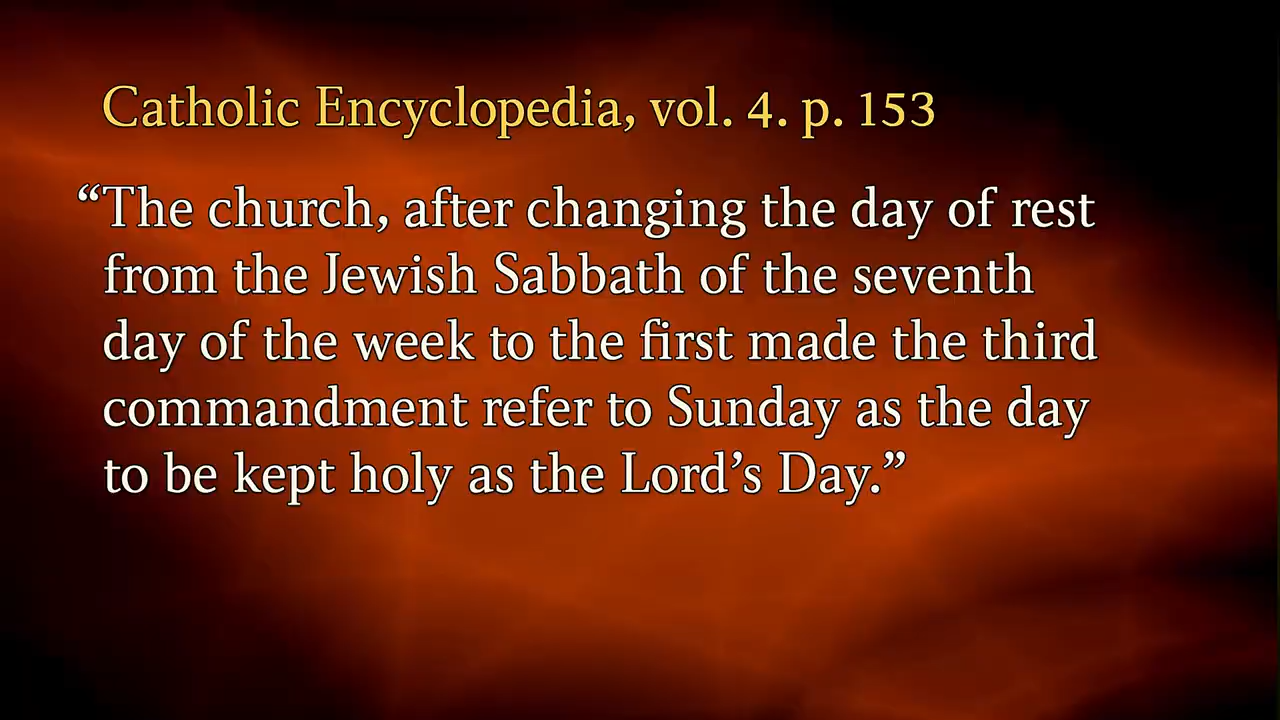 Catholic Encyclopedia, vol. 4. p. 153
“The church, after changing the day of rest
from the Jewish Sabbath of the seventh
day of the week to the first made the third
commandment refer to Sunday as the day
to be kept holy as the Lord’s Day.”